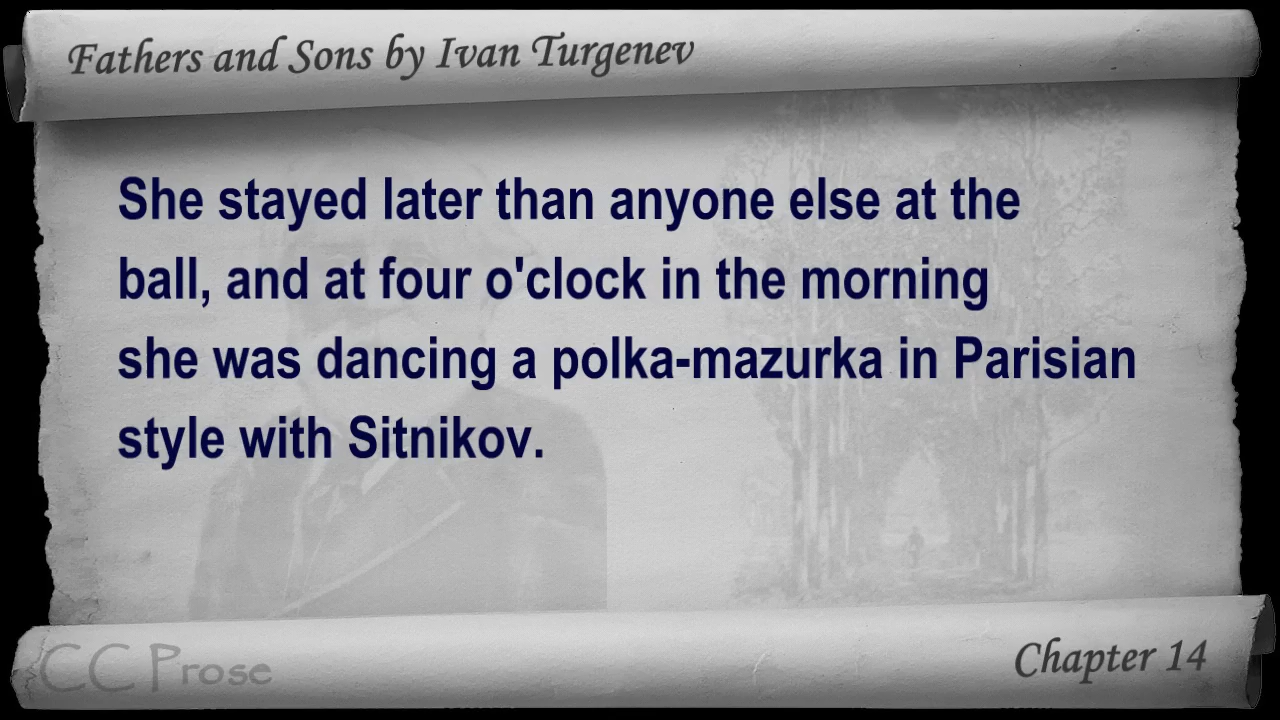 Fathers and Sons by Ivan Turgenev
She stayed later than anyone else at the
ball, and at four o'clock in the morning
she was dancing a polka-mazurka in Parisian
style with Sitnikov.
CC Prose
Chapter 14